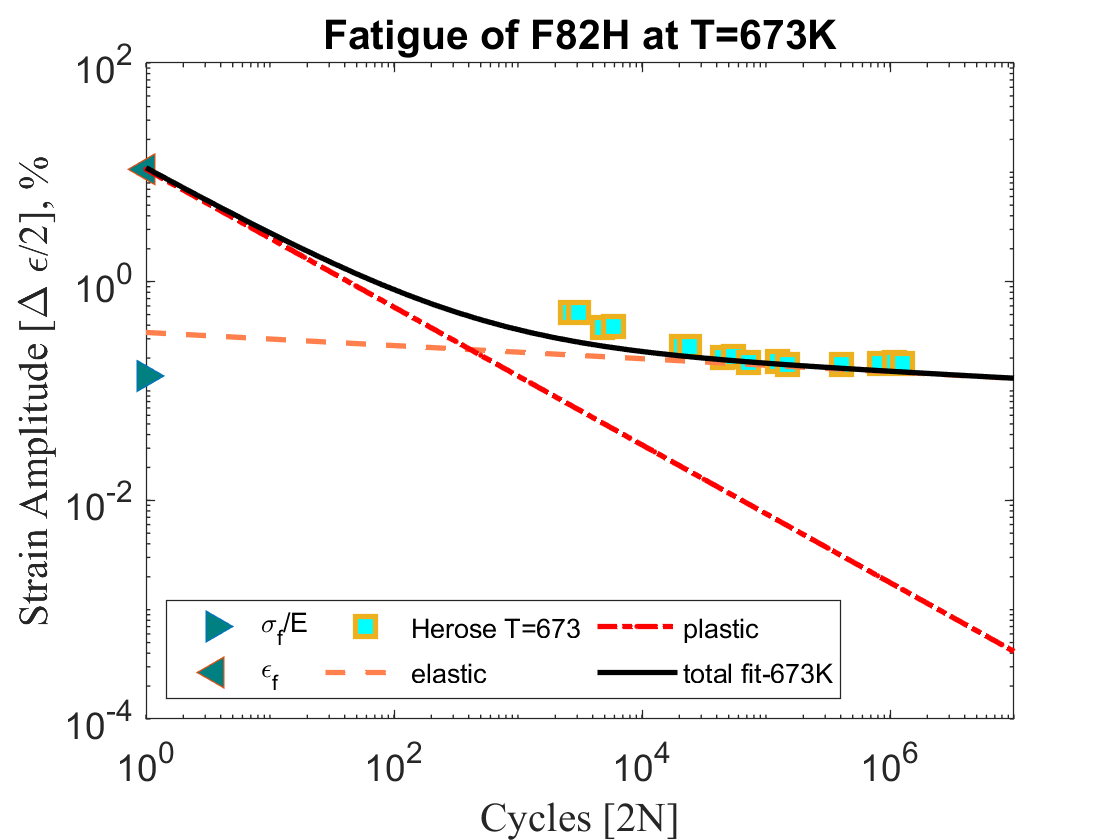 Fatigue of F82H at T=673K
Strain Amplitude [Δ ϵ/2], %
10^2
10^0
10^-2
10^-4
σ_f/E
Herose T=673
plastic
ϵ_f
elastic
total fit-673K
10^0
10^2
10^4
10^6
Cycles [2N]